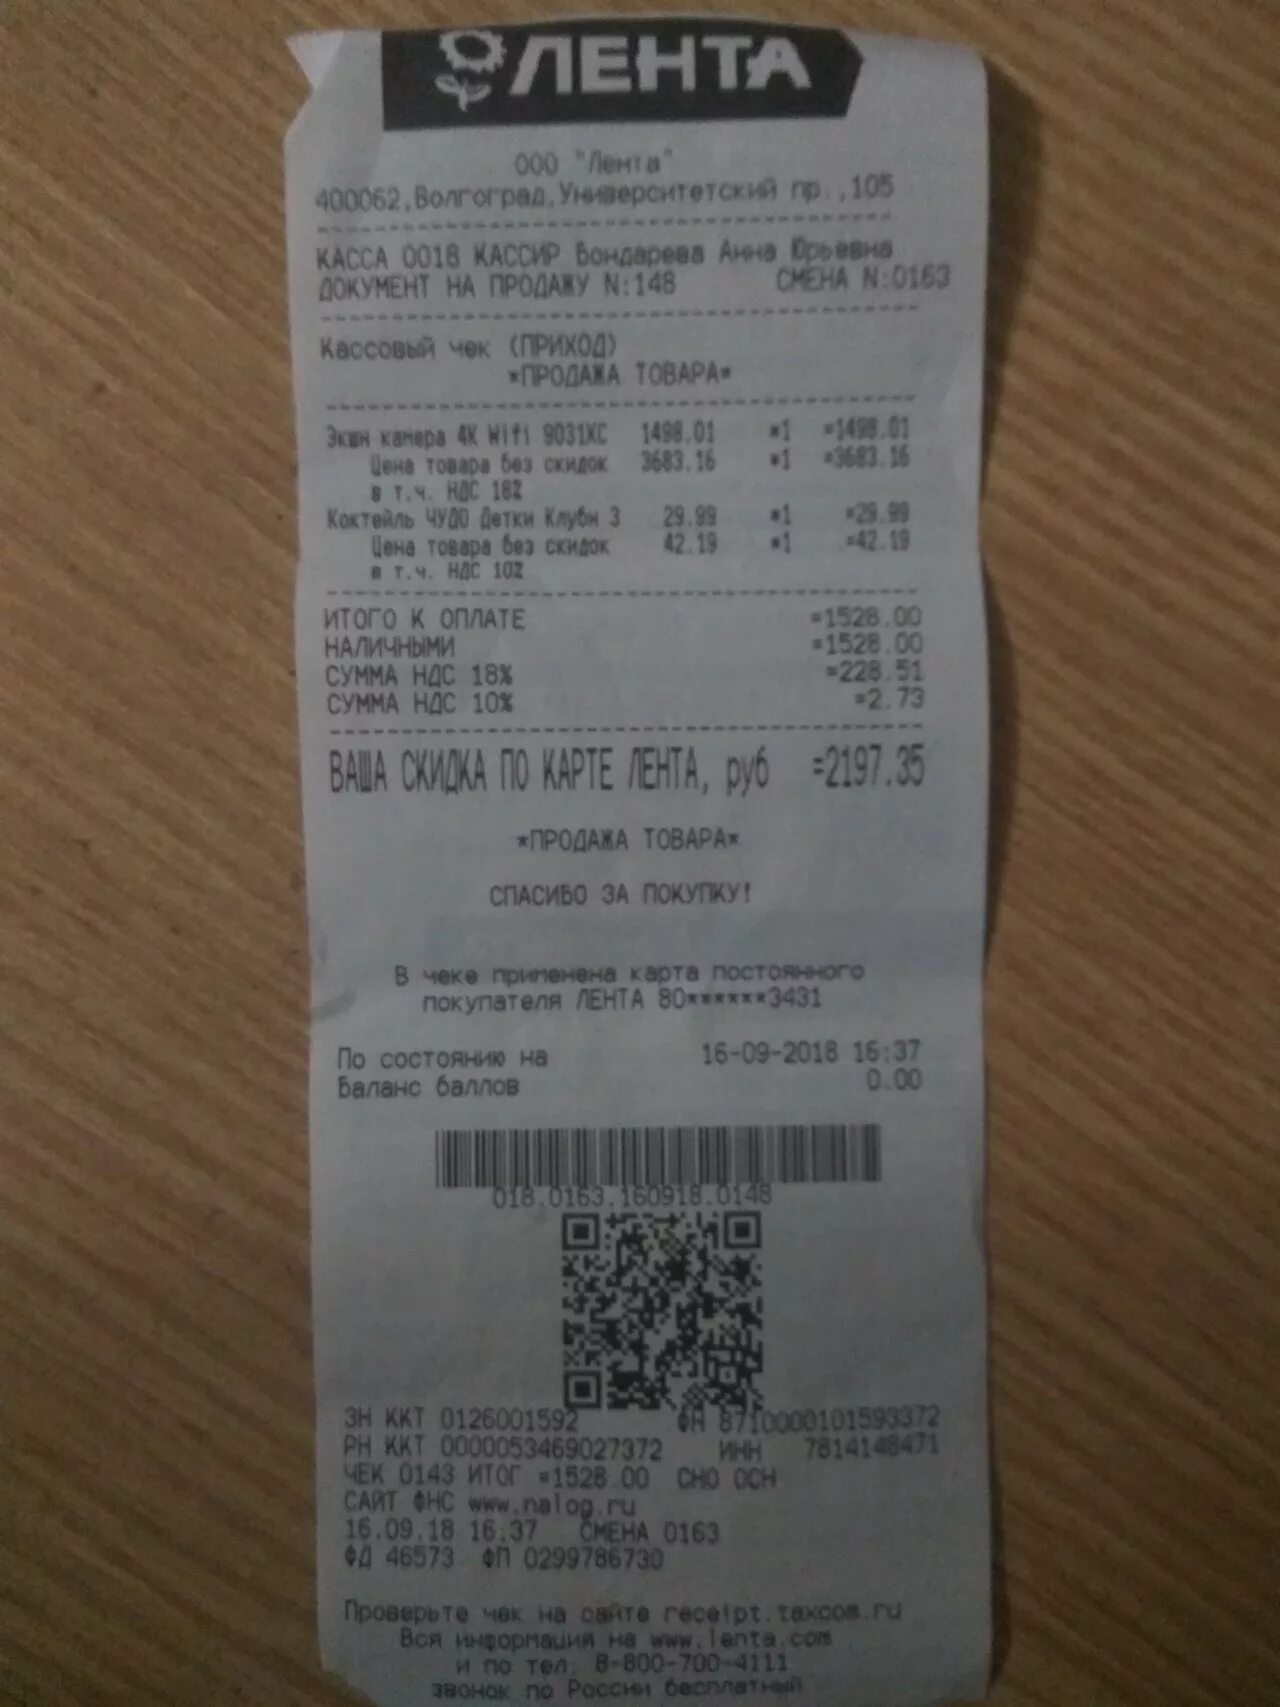 ЛЕНТА
ООО "Лента"
400062,Волгоград,Университетский пр.,105
КАССА 0018 КАССИР Бондарева Анна Юрьевна
ДОКУМЕНТ НА ПРОДАЖУ N:148 СМЕНА N:0163
Кассовый чек (ПРИХОД)
*ПРОДАЖА ТОВАРА*
Экшн камера 4K Wifi 9031XC 1498.01 *1 =1498.01
Цена товара без скидок 3683.16 *1 =3683.16
в т.ч. НДС 18%
Коктейль ЧУДО Детки Клубн 3 29.99 *1 =29.99
Цена товара без скидок 42.19 *1 =42.19
в т.ч. НДС 10%
ИТОГО К ОПЛАТЕ =1528.00
НАЛИЧНЫМИ =1528.00
СУММА НДС 18% =228.51
СУММА НДС 10% =2.73
ВАША СКИДКА ПО КАРТЕ ЛЕНТА, руб =2197.35
*ПРОДАЖА ТОВАРА*
СПАСИБО ЗА ПОКУПКУ!
В чеке применена карта постоянного
покупателя ЛЕНТА 80******3431
По состоянию на 16-09-2018 16:37
Баланс баллов 0.00
018.0163.160918.0148
ЗН ККТ 0126001592 ФН 8710000101593372
РН ККТ 0000053469027372 ИНН 7814148471
ЧЕК 0143 ИТОГ =1528.00 СНО ОСН
САЙТ ФНС www.nalog.ru
16.09.18 16:37 СМЕНА 0163
ФД 46573 ФП 0299786730
Проверьте чек на сайте receipt.taxcom.ru
Вся информация на www.lenta.com
и по тел. 8-800-700-4111
звонок по России бесплатный